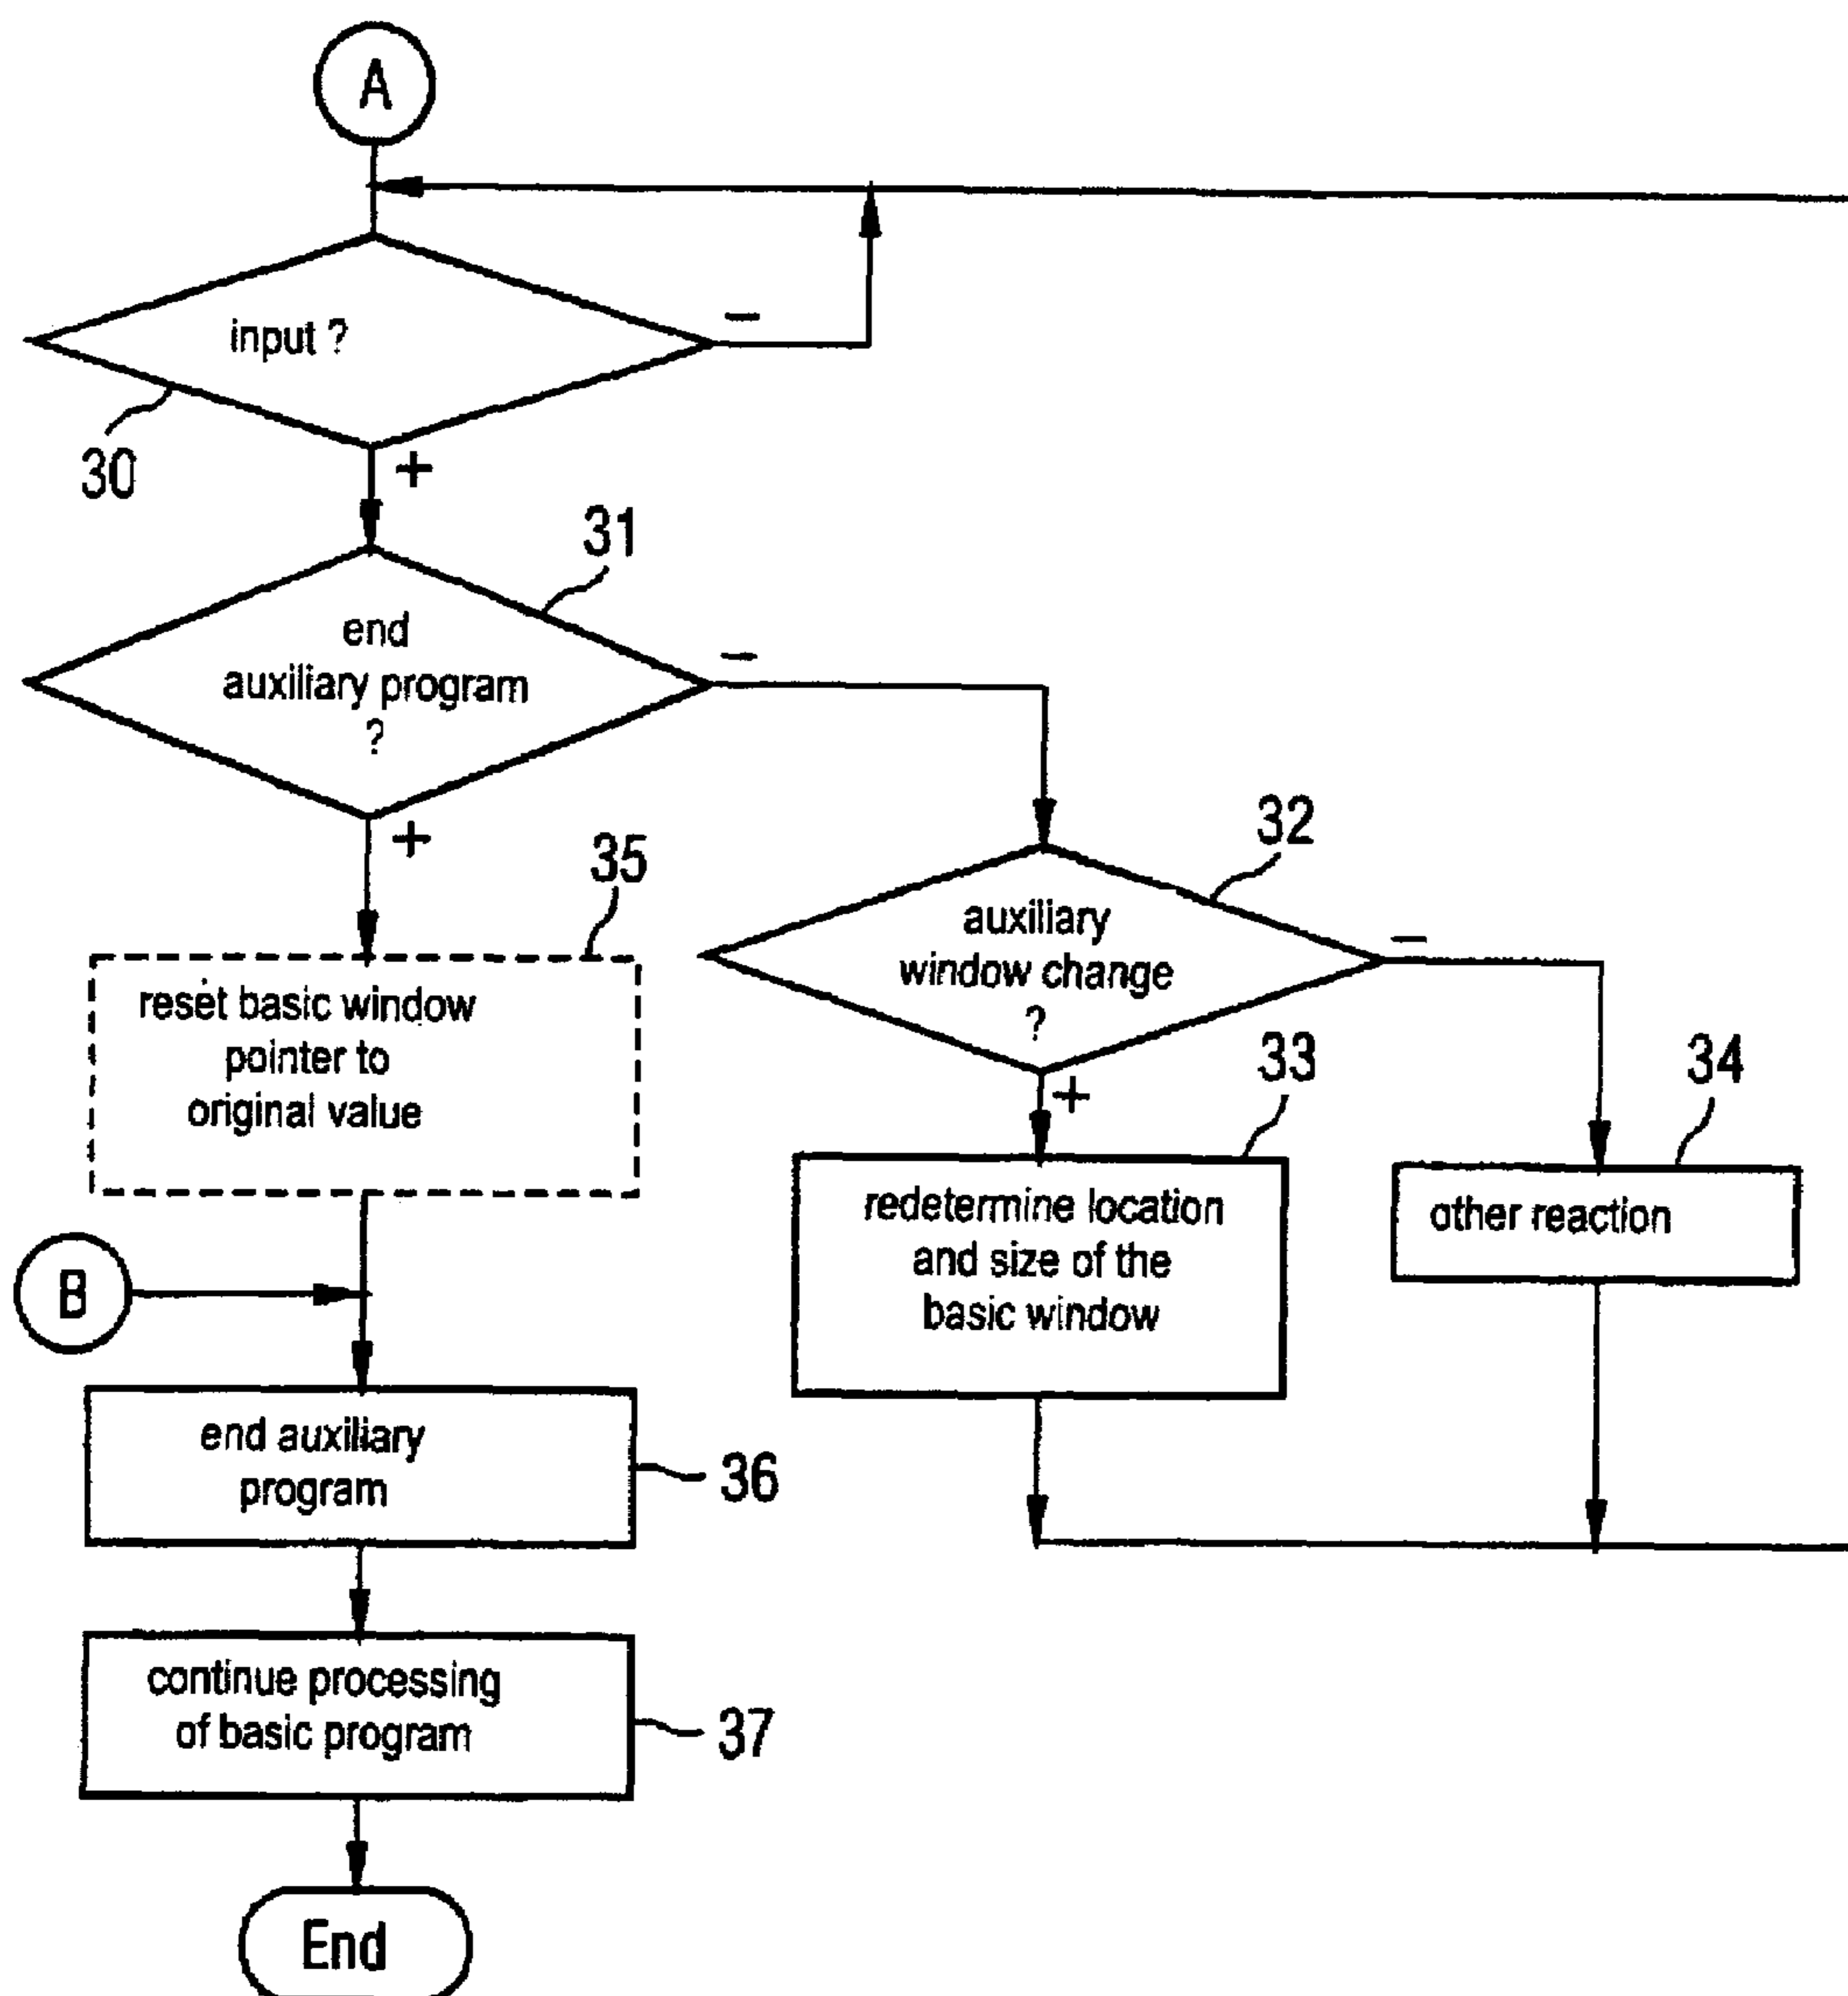 A
input ?
−
30
+
31
end
auxiliary program
?
−
+
32
auxiliary
window change
?
−
+
35
reset basic window
pointer to
original value
33
redetermine location
and size of the
basic window
34
other reaction
B
end auxiliary
program
36
continue processing
of basic program
37
End